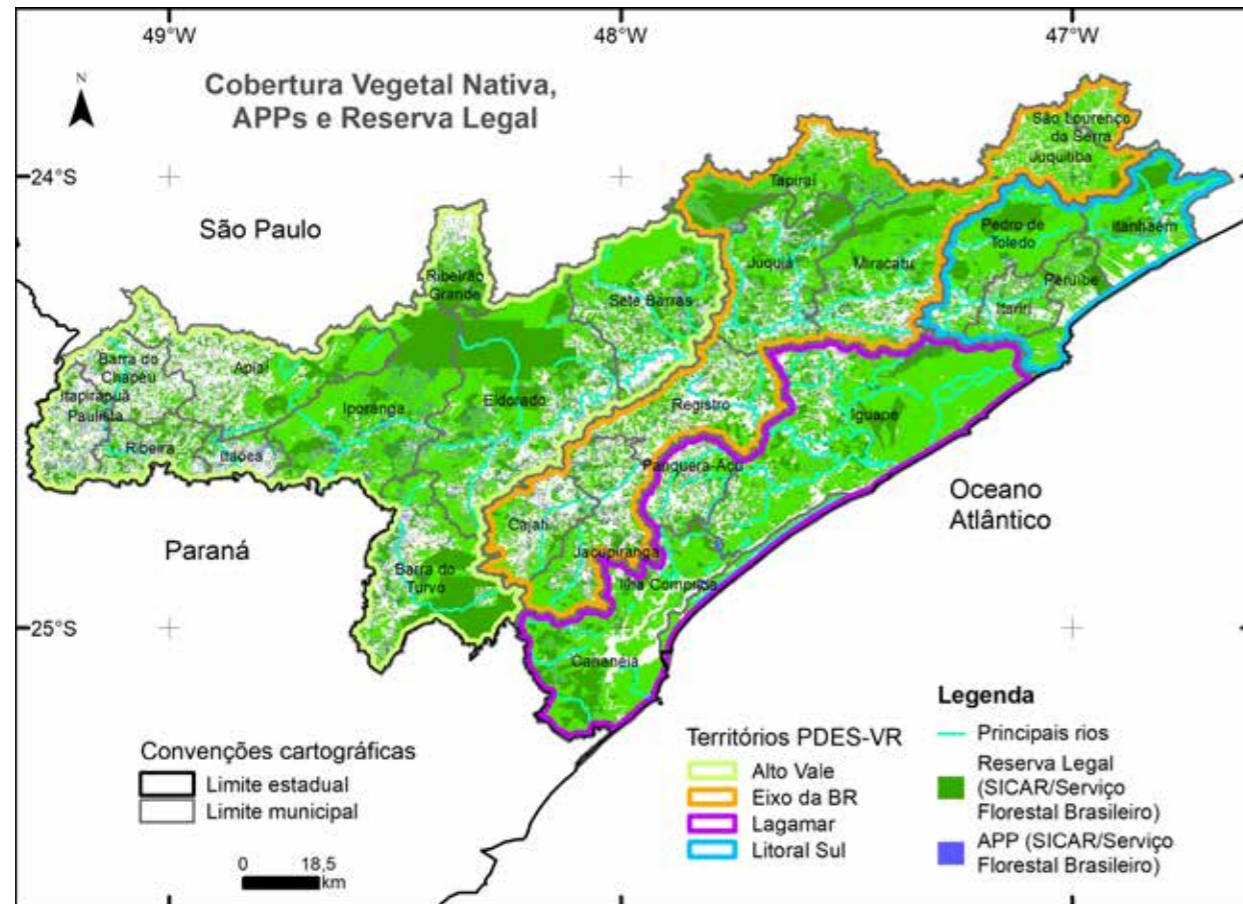 49°W
48°W
47°W
N
Cobertura Vegetal Nativa,
APPs e Reserva Legal
24°S
25°S
São Paulo
Paraná
Oceano
Atlântico
São Lourenço
da Serra
Juquitiba
Tapiraí
Pedro de
Toledo
Itanhaém
Peruíbe
Itariri
Juquiá
Miracatu
Ribeirão
Grande
Sete Barras
Barra do
Chapéu
Apiaí
Itapirapuã
Paulista
Ribeira
Itaóca
Iporanga
Eldorado
Registro
Iguape
Pariquera-Açu
Cajati
Jacupiranga
Ilha Comprida
Barra do
Turvo
Cananéia
Convenções cartográficas
Limite estadual
Limite municipal
0 18,5
km
Territórios PDES-VR
Alto Vale
Eixo da BR
Lagamar
Litoral Sul
Legenda
Principais rios
Reserva Legal
(SICAR/Serviço
Florestal Brasileiro)
APP (SICAR/Serviço
Florestal Brasileiro)